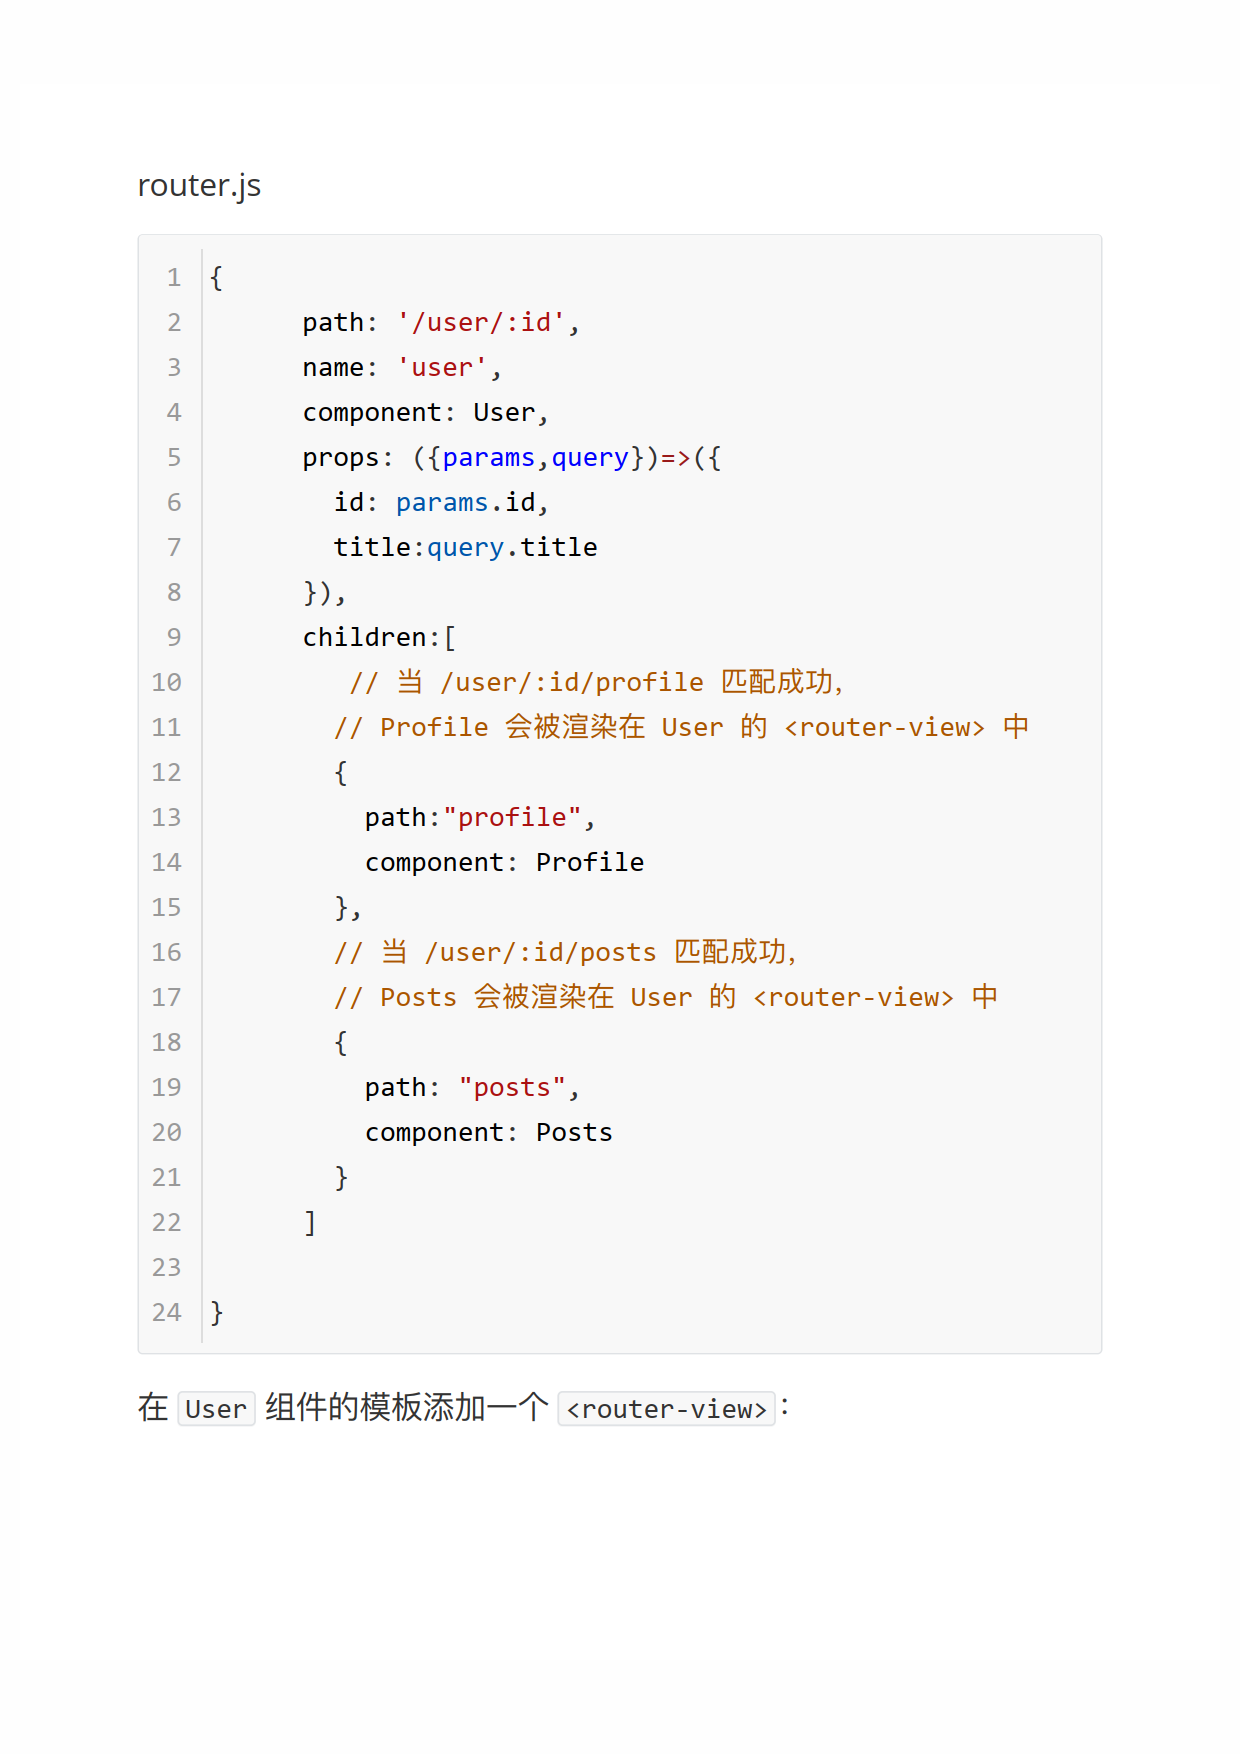 router.js
1 {
2       path: '/user/:id',
3       name: 'user',
4       component: User,
5       props: ({params,query})=>({
6         id: params.id,
7         title:query.title
8       }),
9       children:[
10          // 当 /user/:id/profile 匹配成功,
11         // Profile 会被渲染在 User 的 <router-view> 中
12         {
13           path:"profile",
14           component: Profile
15         },
16         // 当 /user/:id/posts 匹配成功,
17         // Posts 会被渲染在 User 的 <router-view> 中
18         {
19           path: "posts",
20           component: Posts
21         }
22       ]
23
24 }
在 User 组件的模板添加一个 <router-view>：